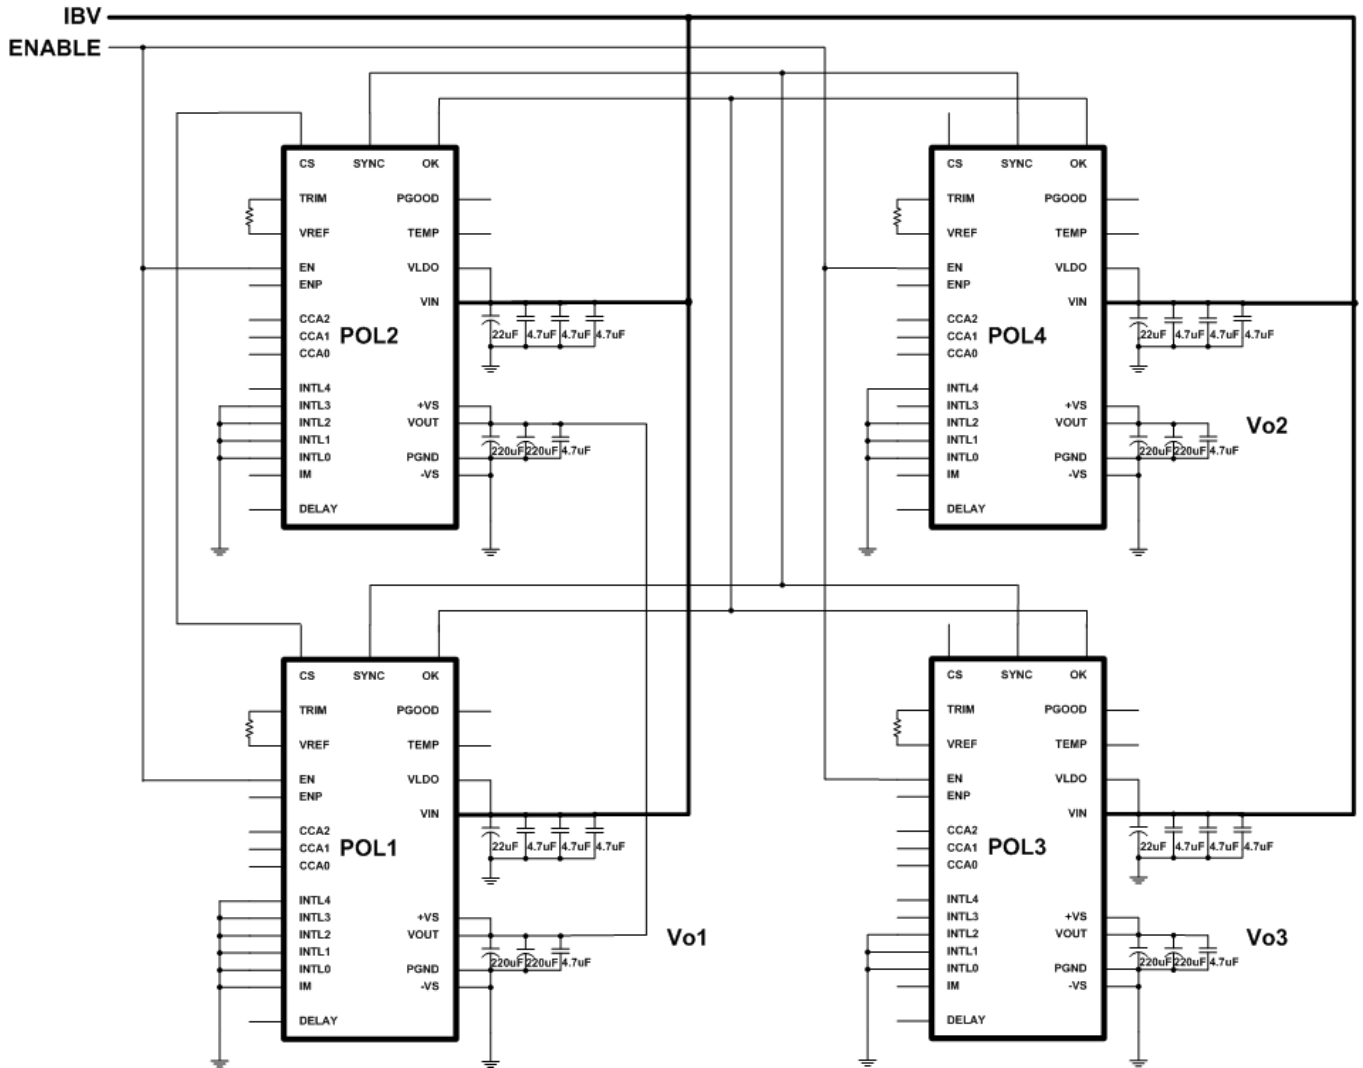 IBV
ENABLE
CS SYNC OK
TRIM PGOOD
VREF TEMP
EN VLDO
ENP
VIN
CCA2
CCA1 POL2
CCA0
22uF 4.7uF 4.7uF 4.7uF
INTL4
INTL3 +VS
INTL2 VOUT
INTL1
INTL0 PGND
220uF 220uF 4.7uF
IM -VS
DELAY
CS SYNC OK
TRIM PGOOD
VREF TEMP
EN VLDO
ENP
VIN
CCA2
CCA1 POL4
CCA0
22uF 4.7uF 4.7uF 4.7uF
INTL4
INTL3 +VS
INTL2 VOUT
Vo2
INTL1
INTL0 PGND
220uF 220uF 4.7uF
IM -VS
DELAY
CS SYNC OK
TRIM PGOOD
VREF TEMP
EN VLDO
ENP
VIN
CCA2
CCA1 POL1
CCA0
22uF 4.7uF 4.7uF 4.7uF
INTL4
INTL3 +VS
INTL2 VOUT
Vo1
INTL1
INTL0 PGND
220uF 220uF 4.7uF
IM -VS
DELAY
CS SYNC OK
TRIM PGOOD
VREF TEMP
EN VLDO
ENP
VIN
CCA2
CCA1 POL3
CCA0
22uF 4.7uF 4.7uF 4.7uF
INTL4
INTL3 +VS
INTL2 VOUT
Vo3
INTL1
INTL0 PGND
220uF 220uF 4.7uF
IM -VS
DELAY